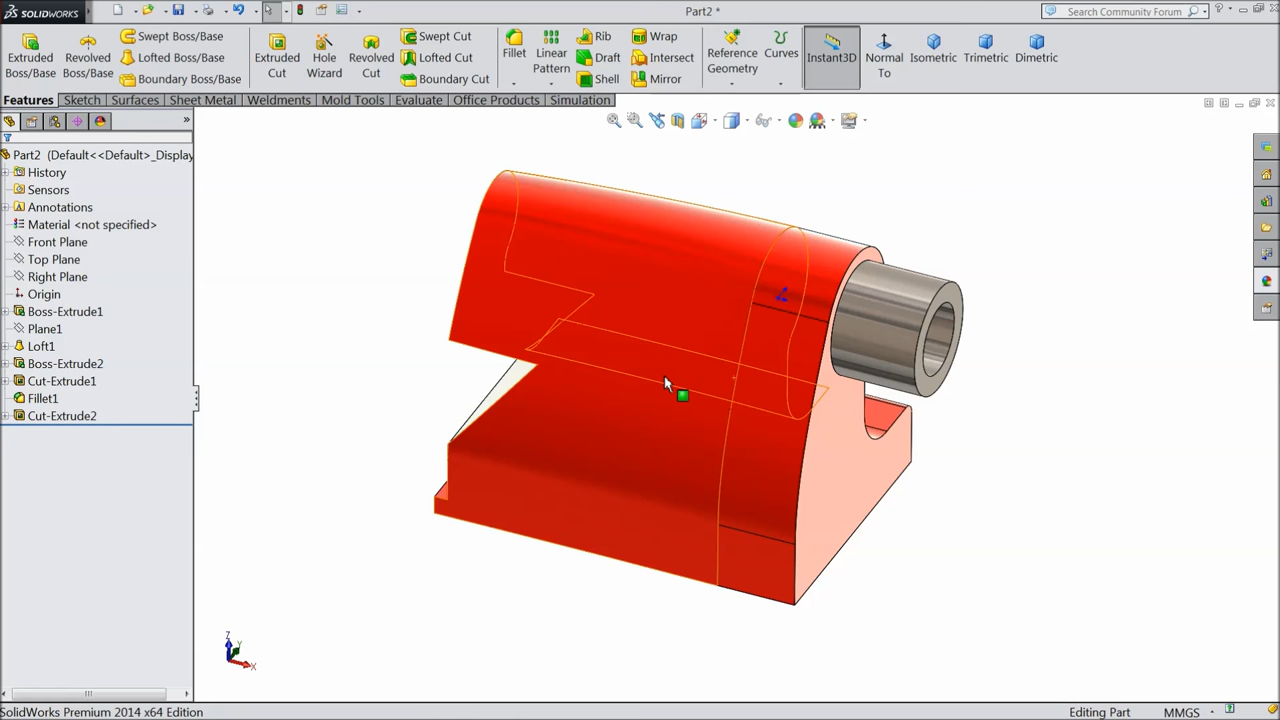 SOLIDWORKS
Part2 *
Search Community Forum
Extruded Boss/Base
Revolved Boss/Base
Swept Boss/Base
Lofted Boss/Base
Boundary Boss/Base
Extruded Cut
Hole Wizard
Revolved Cut
Swept Cut
Lofted Cut
Boundary Cut
Fillet
Linear Pattern
Rib
Draft
Shell
Wrap
Intersect
Mirror
Reference Geometry
Curves
Instant3D
Normal To
Isometric
Trimetric
Dimetric
Features
Sketch
Surfaces
Sheet Metal
Weldments
Mold Tools
Evaluate
Office Products
Simulation
Part2 (Default<<Default>_Display
History
Sensors
Annotations
Material <not specified>
Front Plane
Top Plane
Right Plane
Origin
Boss-Extrude1
Plane1
Loft1
Boss-Extrude2
Cut-Extrude1
Fillet1
Cut-Extrude2
Z
Y
X
SolidWorks Premium 2014 x64 Edition
Editing Part
MMGS